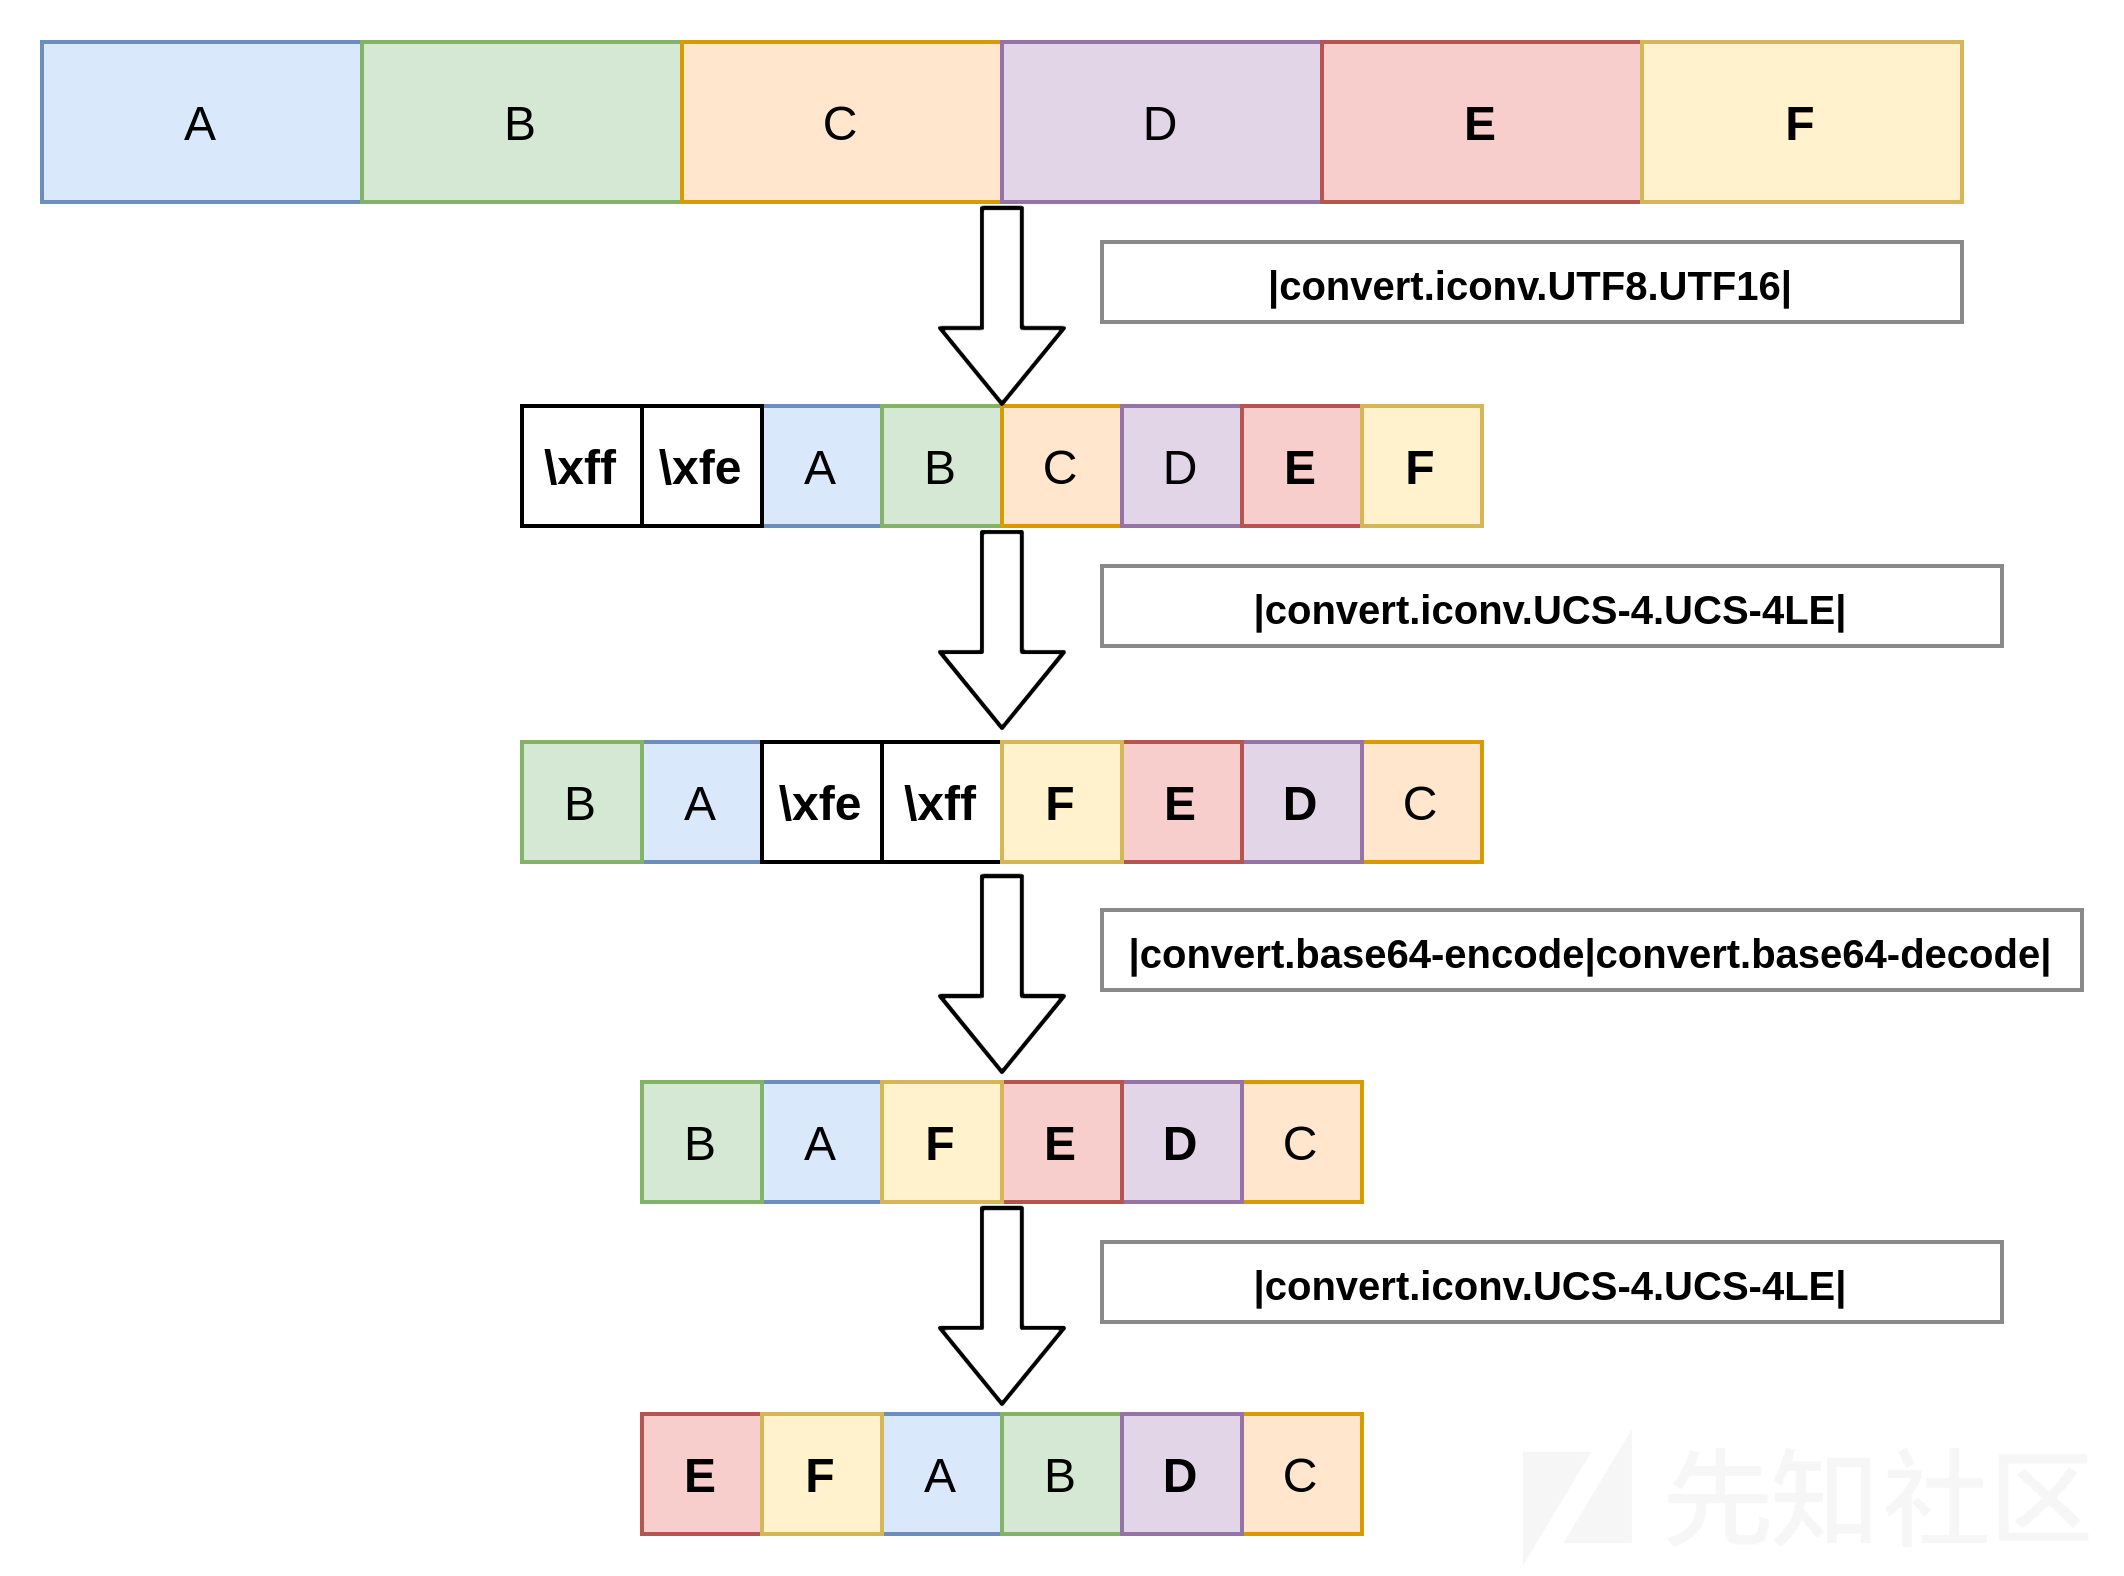 A B C D E F
|convert.iconv.UTF8.UTF16|
\xff \xfe A B C D E F
|convert.iconv.UCS-4.UCS-4LE|
B A \xfe \xff F E D C
|convert.base64-encode|convert.base64-decode|
B A F E D C
|convert.iconv.UCS-4.UCS-4LE|
E F A B D C
先知社区